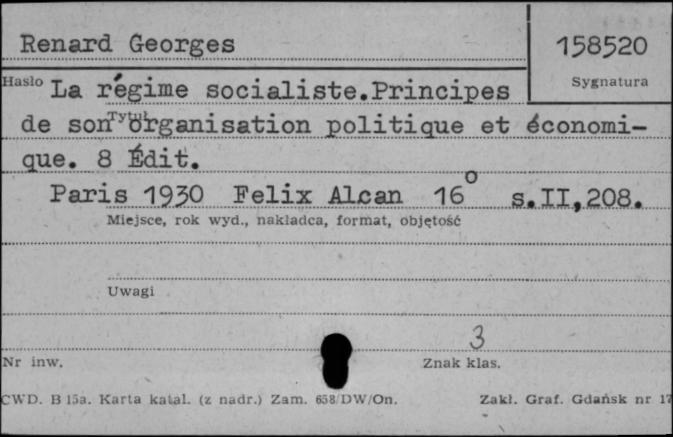 Renard Georges
158520
Hasło
Sygnatura
La régime socialiste.Principes
Tytuł
de son organisation politique et économi-
que. 8 Édit.
Paris 1930 Felix Alcan 16° s.II,208.
Miejsce, rok wyd., nakładca, format, objętość
Uwagi
3
Nr inw.
Znak klas.
CWD. B 15a. Karta katal. (z nadr.) Zam. 658/DW/On.
Zakł. Graf. Gdańsk nr 17